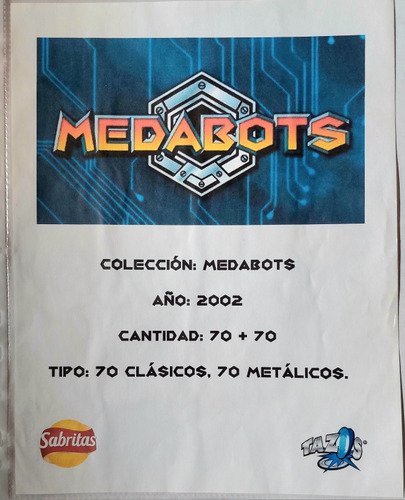 MEDABOTS
COLECCIÓN: MEDABOTS
AÑO: 2002
CANTIDAD: 70 + 70
TIPO: 70 CLÁSICOS, 70 METÁLICOS.
Sabritas
TAZOS®